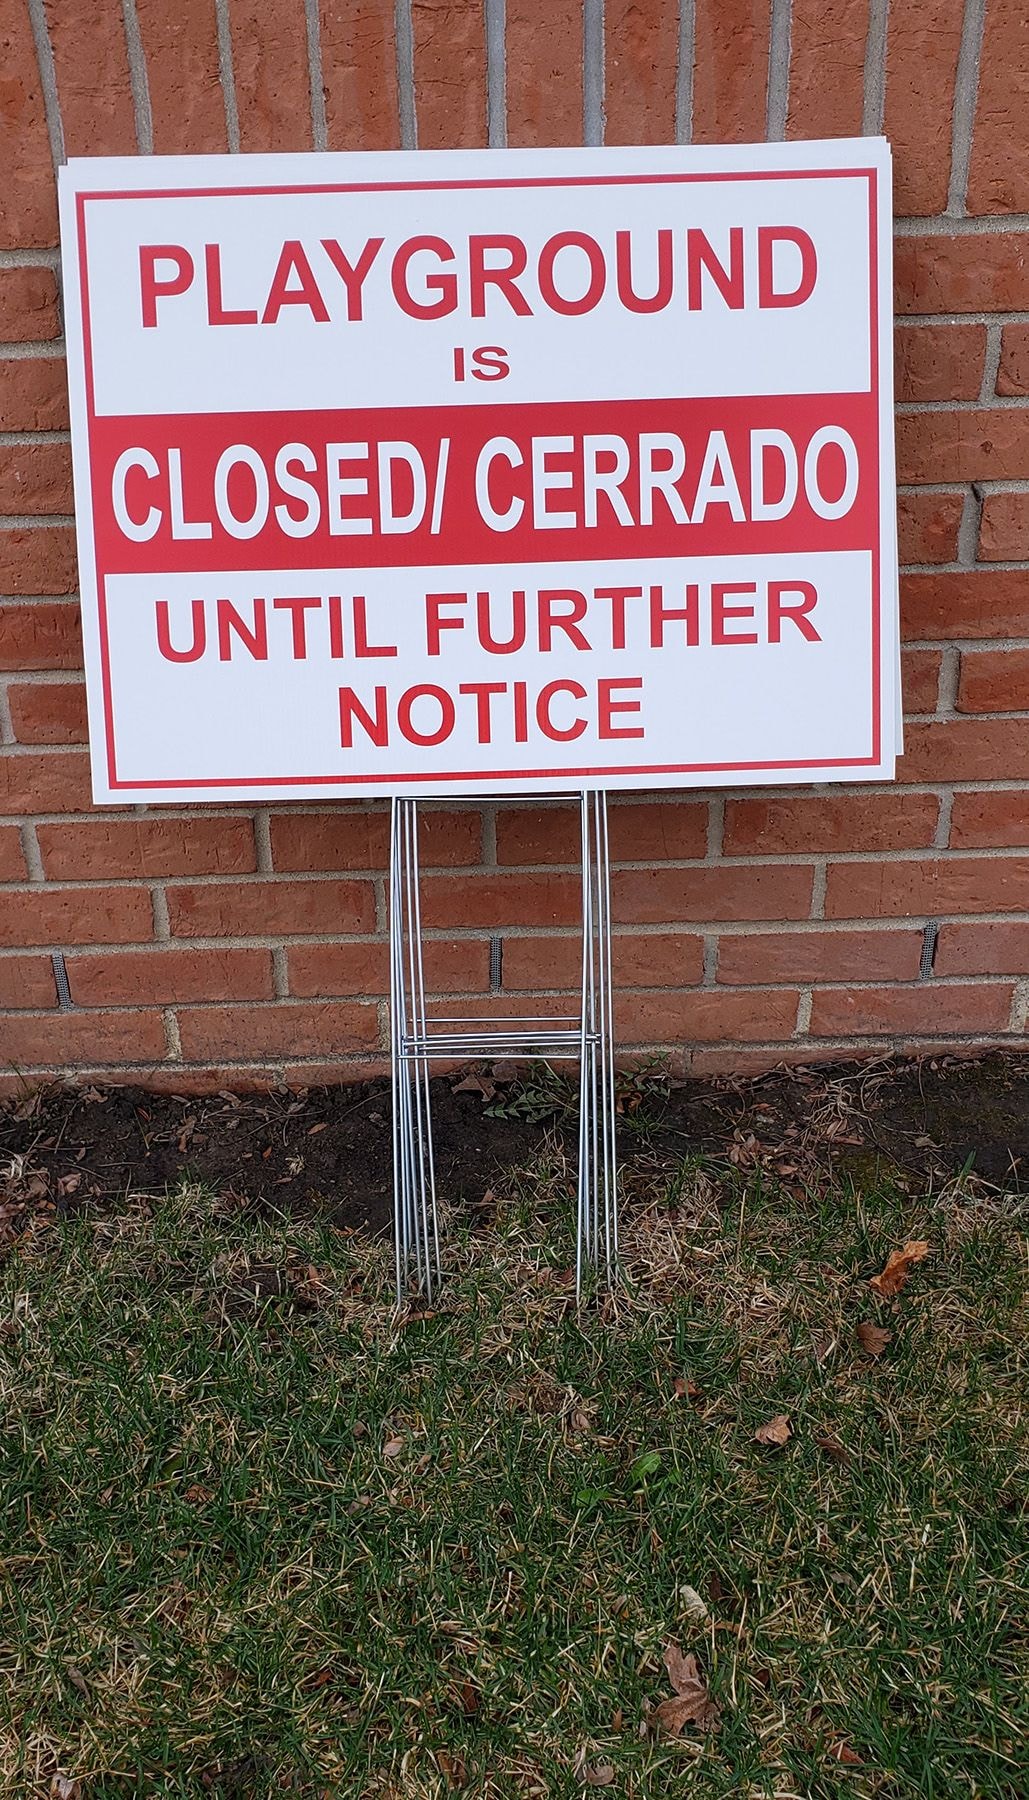 PLAYGROUND
IS
CLOSED/ CERRADO
UNTIL FURTHER
NOTICE